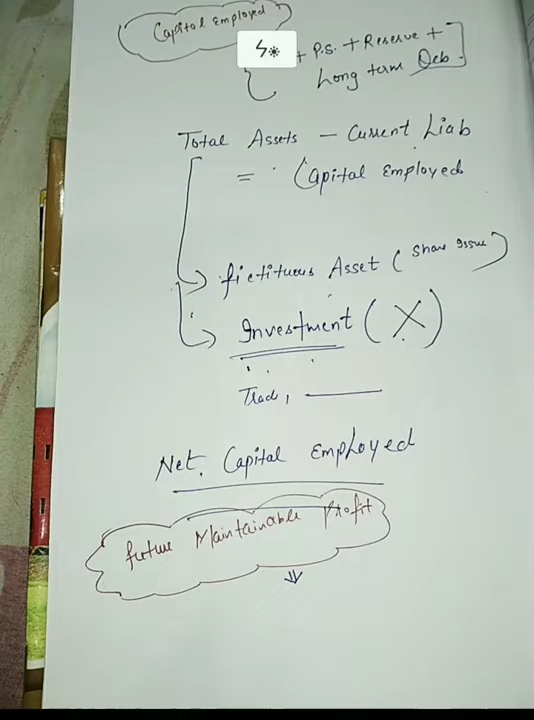 Capital Employed
+ P.S. + Reserve +
Long term Deb.
Total Assets — Current Liab
= Capital Employed
fictituous Asset (Share Issue)
Investment (X)
Trad,
Net. Capital Employed
future Maintainable Profit